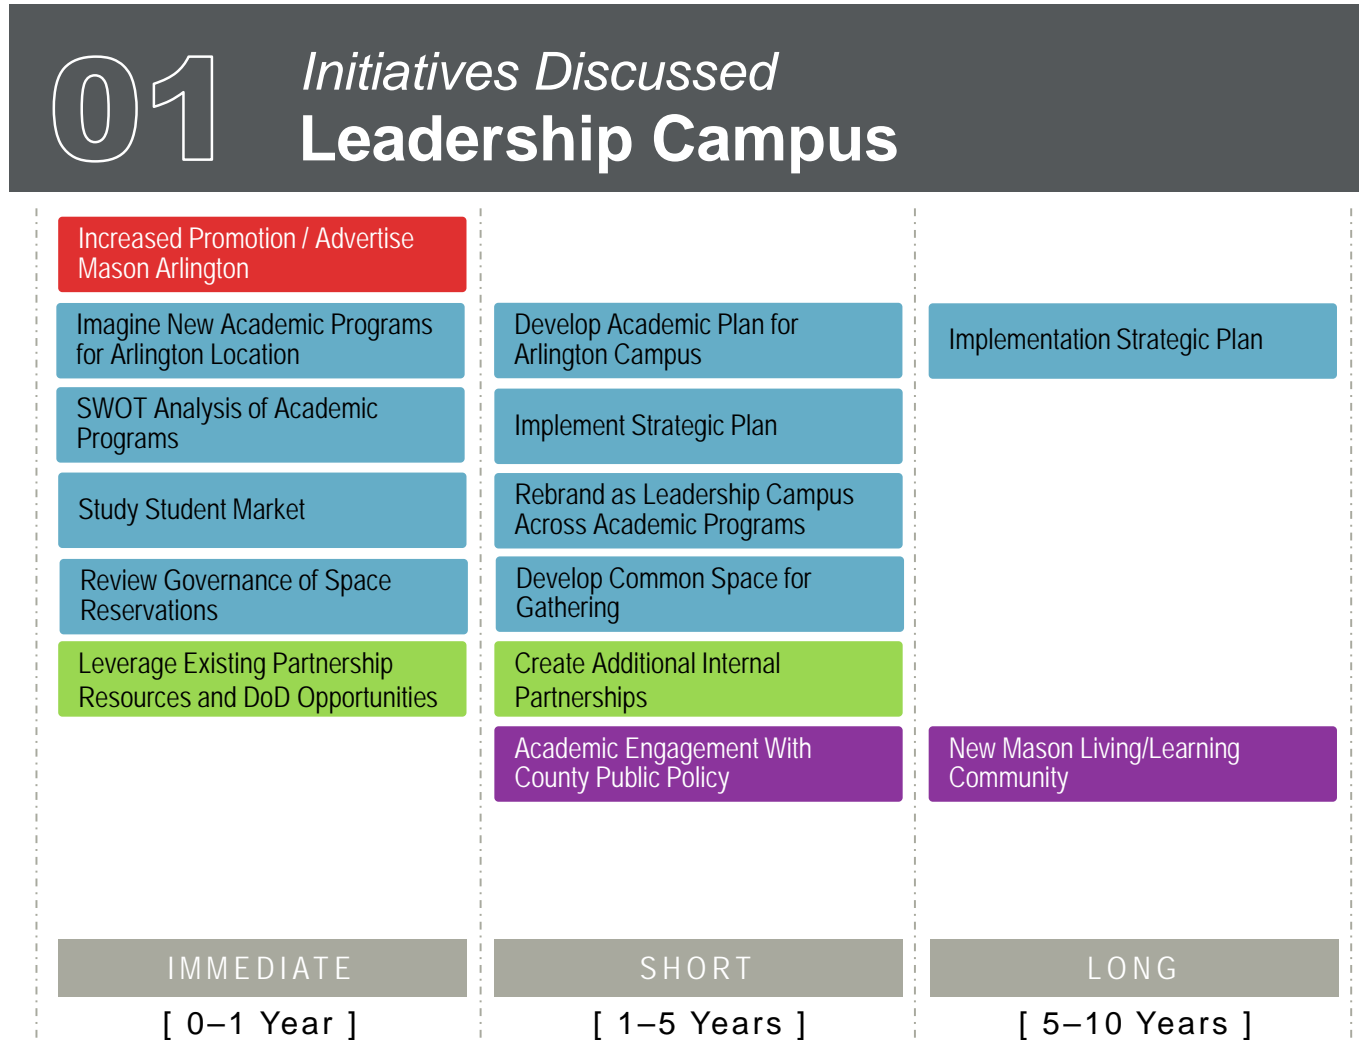 01
Initiatives Discussed
Leadership Campus
Increased Promotion / Advertise
Mason Arlington
Imagine New Academic Programs
for Arlington Location
SWOT Analysis of Academic
Programs
Study Student Market
Review Governance of Space
Reservations
Leverage Existing Partnership
Resources and DoD Opportunities
IMMEDIATE
[ 0–1 Year ]
Develop Academic Plan for
Arlington Campus
Implement Strategic Plan
Rebrand as Leadership Campus
Across Academic Programs
Develop Common Space for
Gathering
Create Additional Internal
Partnerships
Academic Engagement With
County Public Policy
SHORT
[ 1–5 Years ]
Implementation Strategic Plan
New Mason Living/Learning
Community
LONG
[ 5–10 Years ]